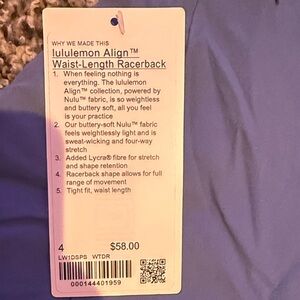 WHY WE MADE THIS
lululemon Align™
Waist-Length Racerback
1. When feeling nothing is
everything. The lululemon
Align™ collection, powered by
Nulu™ fabric, is so weightless
and buttery soft, all you feel
is your practice
2. Our buttery-soft Nulu™ fabric
feels weightlessly light and is
sweat-wicking and four-way
stretch
3. Added Lycra® fibre for stretch
and shape retention
4. Racerback shape allows for full
range of movement
5. Tight fit, waist length
4 $58.00
LW1DSPS WTDR
000144401959